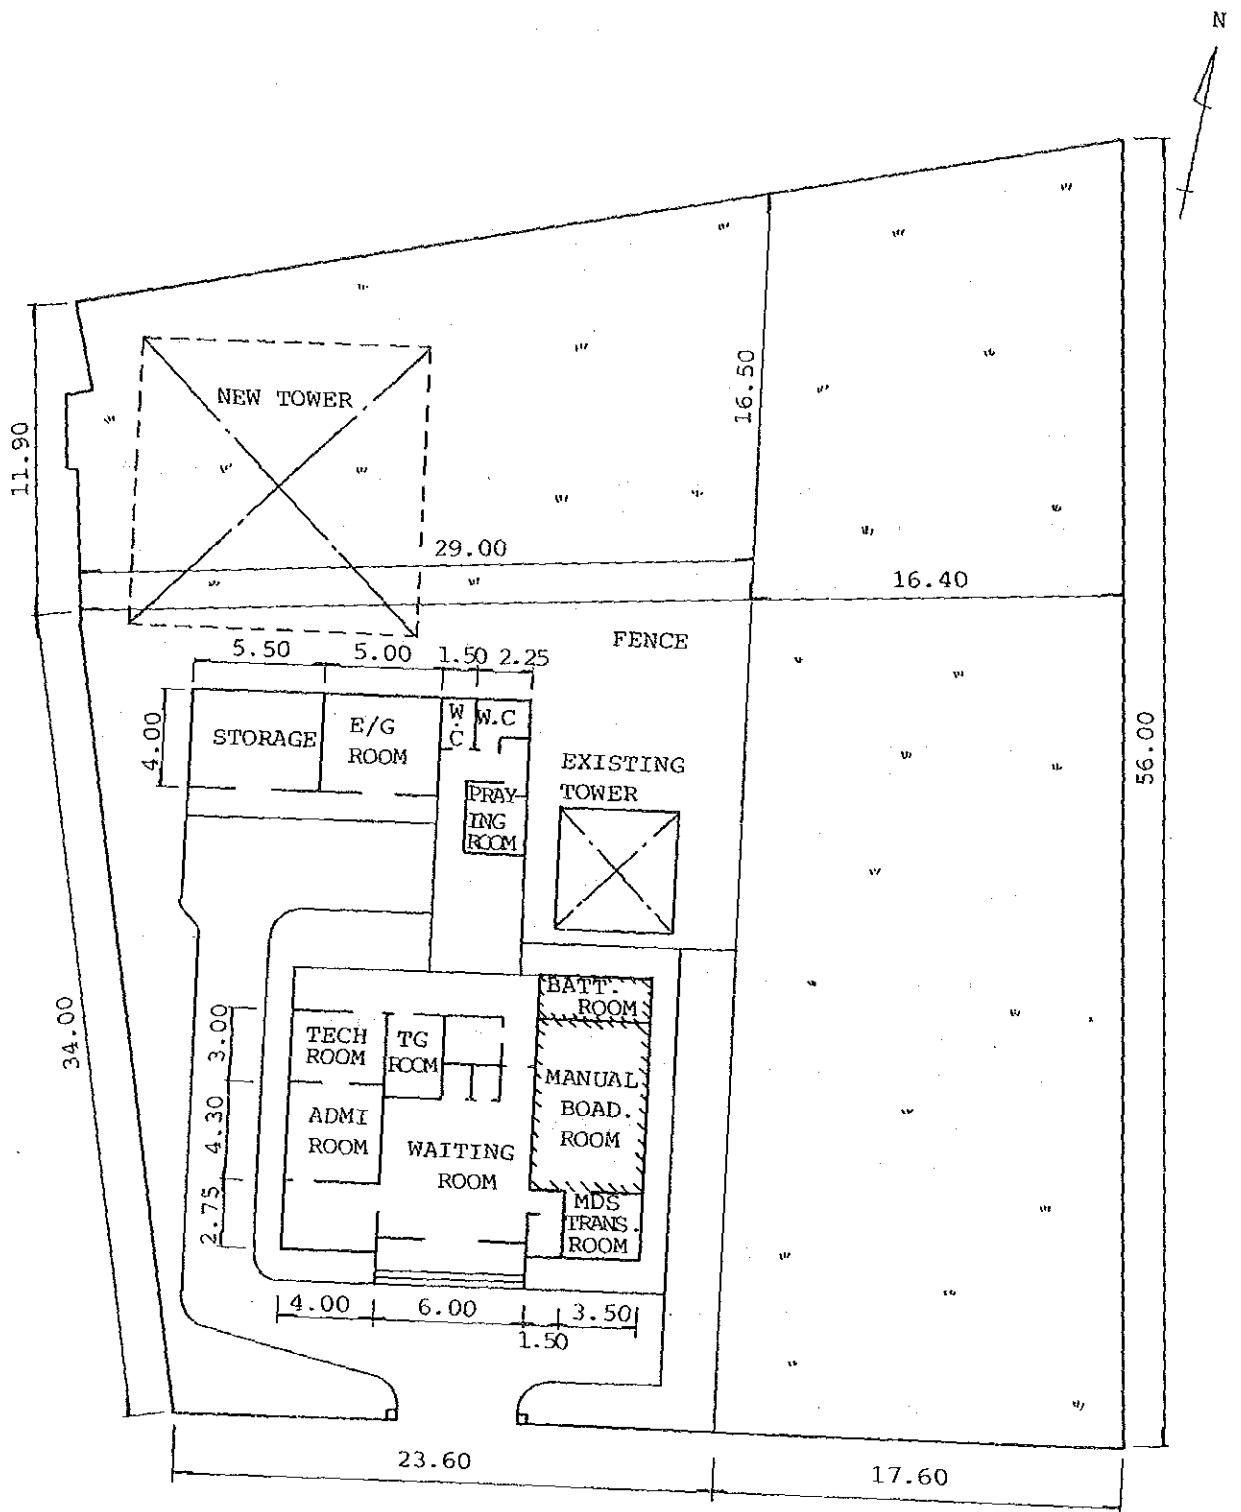 N
NEW TOWER
16.50
11.90
29.00
16.40
FENCE
5.50 5.00 1.50 2.25
4.00
STORAGE
E/G
ROOM
W
.
C
W.C
PRAY-
ING
ROOM
EXISTING
TOWER
56.00
34.00
BATT.
ROOM
3.00
TECH
ROOM
TG
ROOM
MANUAL
BOAD.
ROOM
4.30
ADMI
ROOM
WAITING
ROOM
2.75
MDS
TRANS.
ROOM
4.00 6.00 3.50
1.50
23.60
17.60